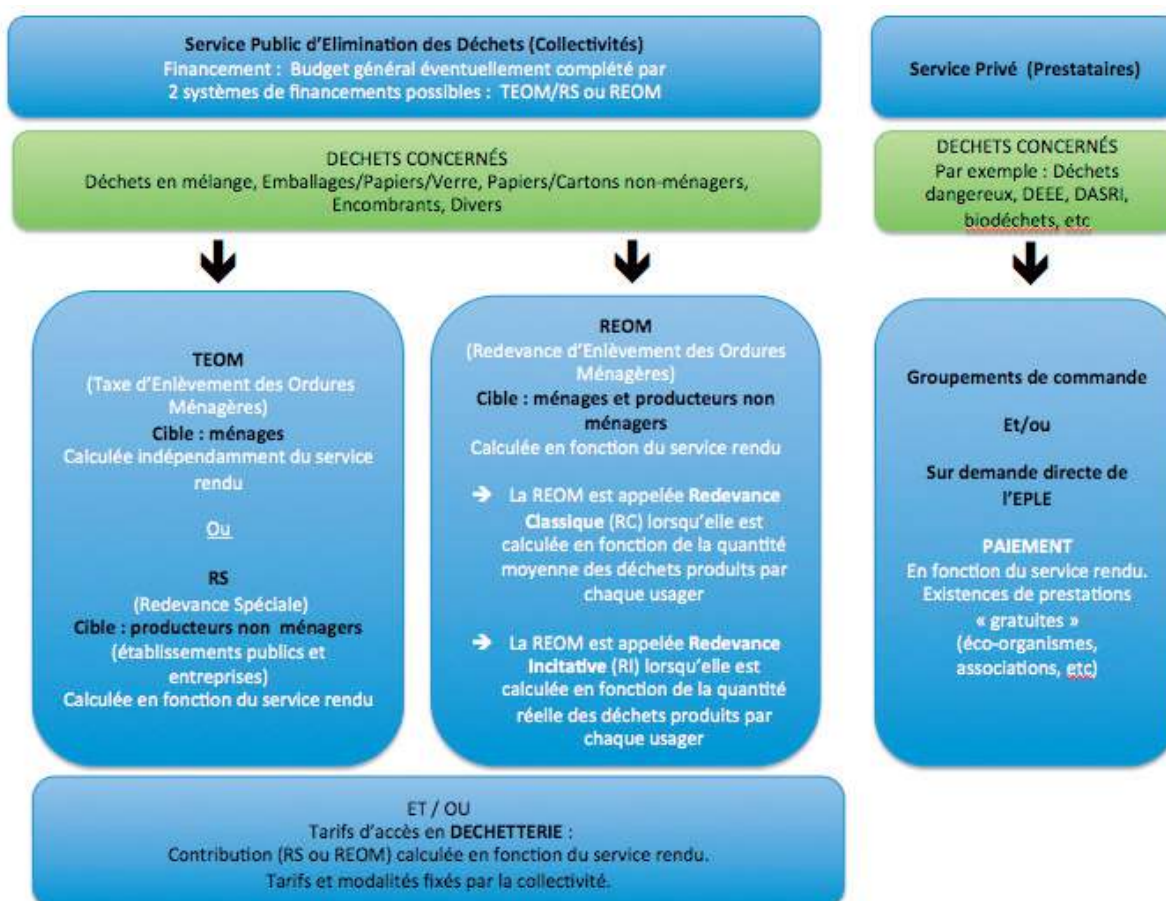 Service Public d'Elimination des Déchets (Collectivités)
Financement : Budget général éventuellement complété par
2 systèmes de financements possibles : TEOM/RS ou REOM
Service Privé (Prestataires)
DECHETS CONCERNÉS
Déchets en mélange, Emballages/Papiers/Verre, Papiers/Cartons non-ménagers,
Encombrants, Divers
DECHETS CONCERNÉS
Par exemple : Déchets
dangereux, DEEE, DASRI,
biodéchets, etc
TEOM
(Taxe d'Enlèvement des Ordures
Ménagères)
Cible : ménages
Calculée indépendamment du service
rendu
Ou
RS
(Redevance Spéciale)
Cible : producteurs non ménagers
(établissements publics et
entreprises)
Calculée en fonction du service rendu
REOM
(Redevance d'Enlèvement des Ordures
Ménagères)
Cible : ménages et producteurs non
ménagers
Calculée en fonction du service rendu
➔ La REOM est appelée Redevance
Classique (RC) lorsqu'elle est
calculée en fonction de la quantité
moyenne des déchets produits par
chaque usager
➔ La REOM est appelée Redevance
Incitative (RI) lorsqu'elle est
calculée en fonction de la quantité
réelle des déchets produits par
chaque usager
Groupements de commande
Et/ou
Sur demande directe de
l'EPLE
PAIEMENT
En fonction du service rendu.
Existences de prestations
« gratuites »
(éco-organismes,
associations, etc)
ET / OU
Tarifs d'accès en DECHETTERIE :
Contribution (RS ou REOM) calculée en fonction du service rendu.
Tarifs et modalités fixés par la collectivité.